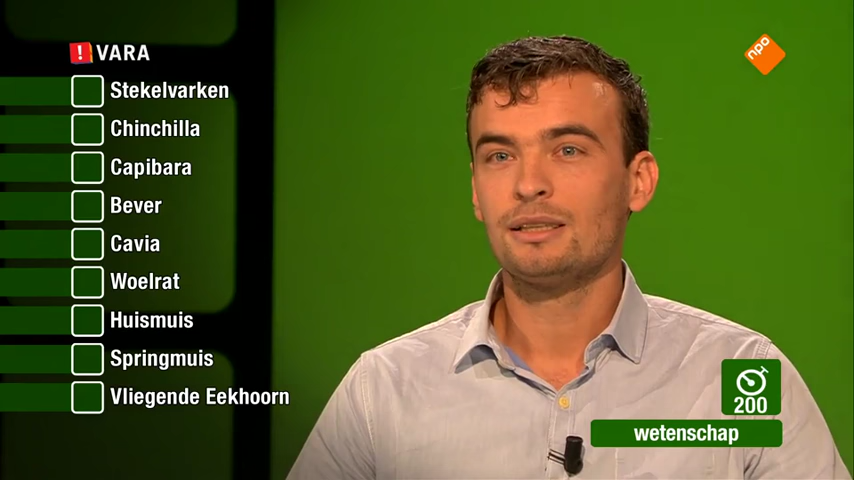 ! VARA
npo
Stekelvarken
Chinchilla
Capibara
Bever
Cavia
Woelrat
Huismuis
Springmuis
Vliegende Eekhoorn
200
wetenschap